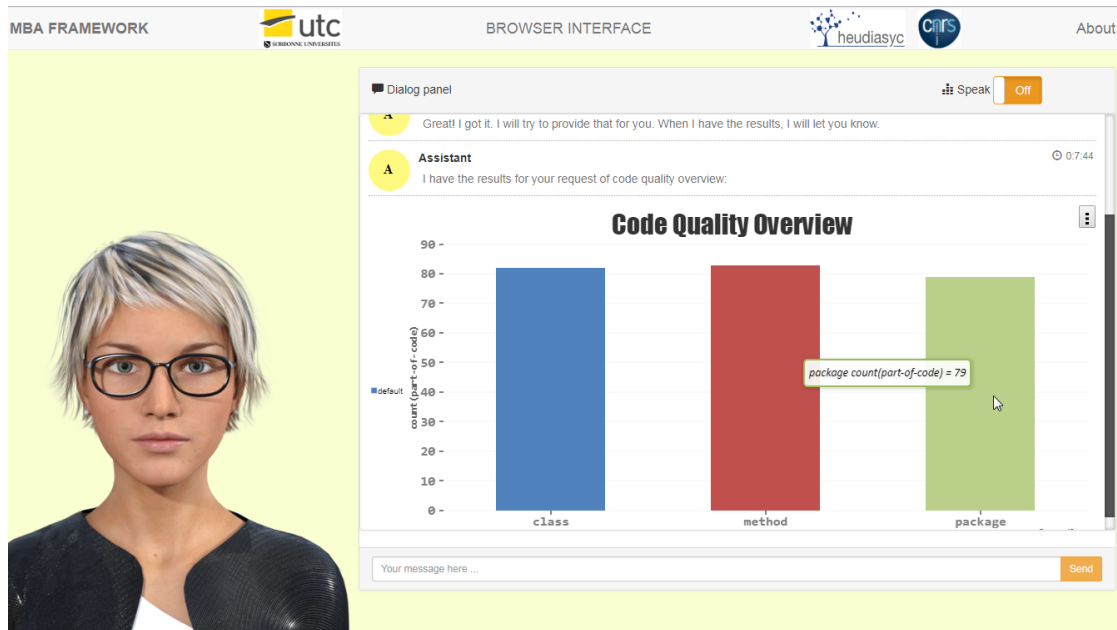 MBA FRAMEWORK
utc
SORBONNE UNIVERSITES
BROWSER INTERFACE
heudiasyc
cnrs
About
Dialog panel
Speak
Off
A
Great! I got it. I will try to provide that for you. When I have the results, I will let you know.
A
Assistant
0:7:44
I have the results for your request of code quality overview:
Code Quality Overview
90
80
70
60
50
40
30
20
10
0
count(part-of-code)
default
package count(part-of-code) = 79
class
method
package
Your message here ...
Send